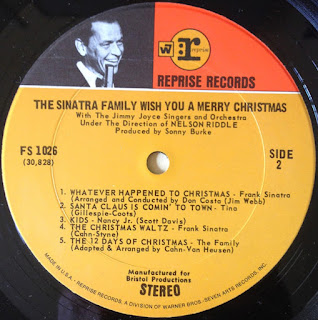 W
r
reprise
REPRISE RECORDS
THE SINATRA FAMILY WISH YOU A MERRY CHRISTMAS
With The Jimmy Joyce Singers and Orchestra
Under The Direction of NELSON RIDDLE
Produced by Sonny Burke
FS 1026
(30,828)
SIDE
2
1. WHATEVER HAPPENED TO CHRISTMAS - Frank Sinatra
(Arranged and Conducted by Don Costa) (Jim Webb)
2. SANTA CLAUS IS COMIN' TO TOWN - Tina
(Gillespie-Coots)
3. KIDS - Nancy Jr. (Scott Davis)
4. THE CHRISTMAS WALTZ - Frank Sinatra
(Cahn-Styne)
5. THE 12 DAYS OF CHRISTMAS - The Family
(Adapted & Arranged by Cahn-Van Heusen)
Manufactured for
Bristol Productions
STEREO
MADE IN U.S.A. - REPRISE RECORDS, A DIVISION OF WARNER BROS.-SEVEN ARTS RECORDS, INC.